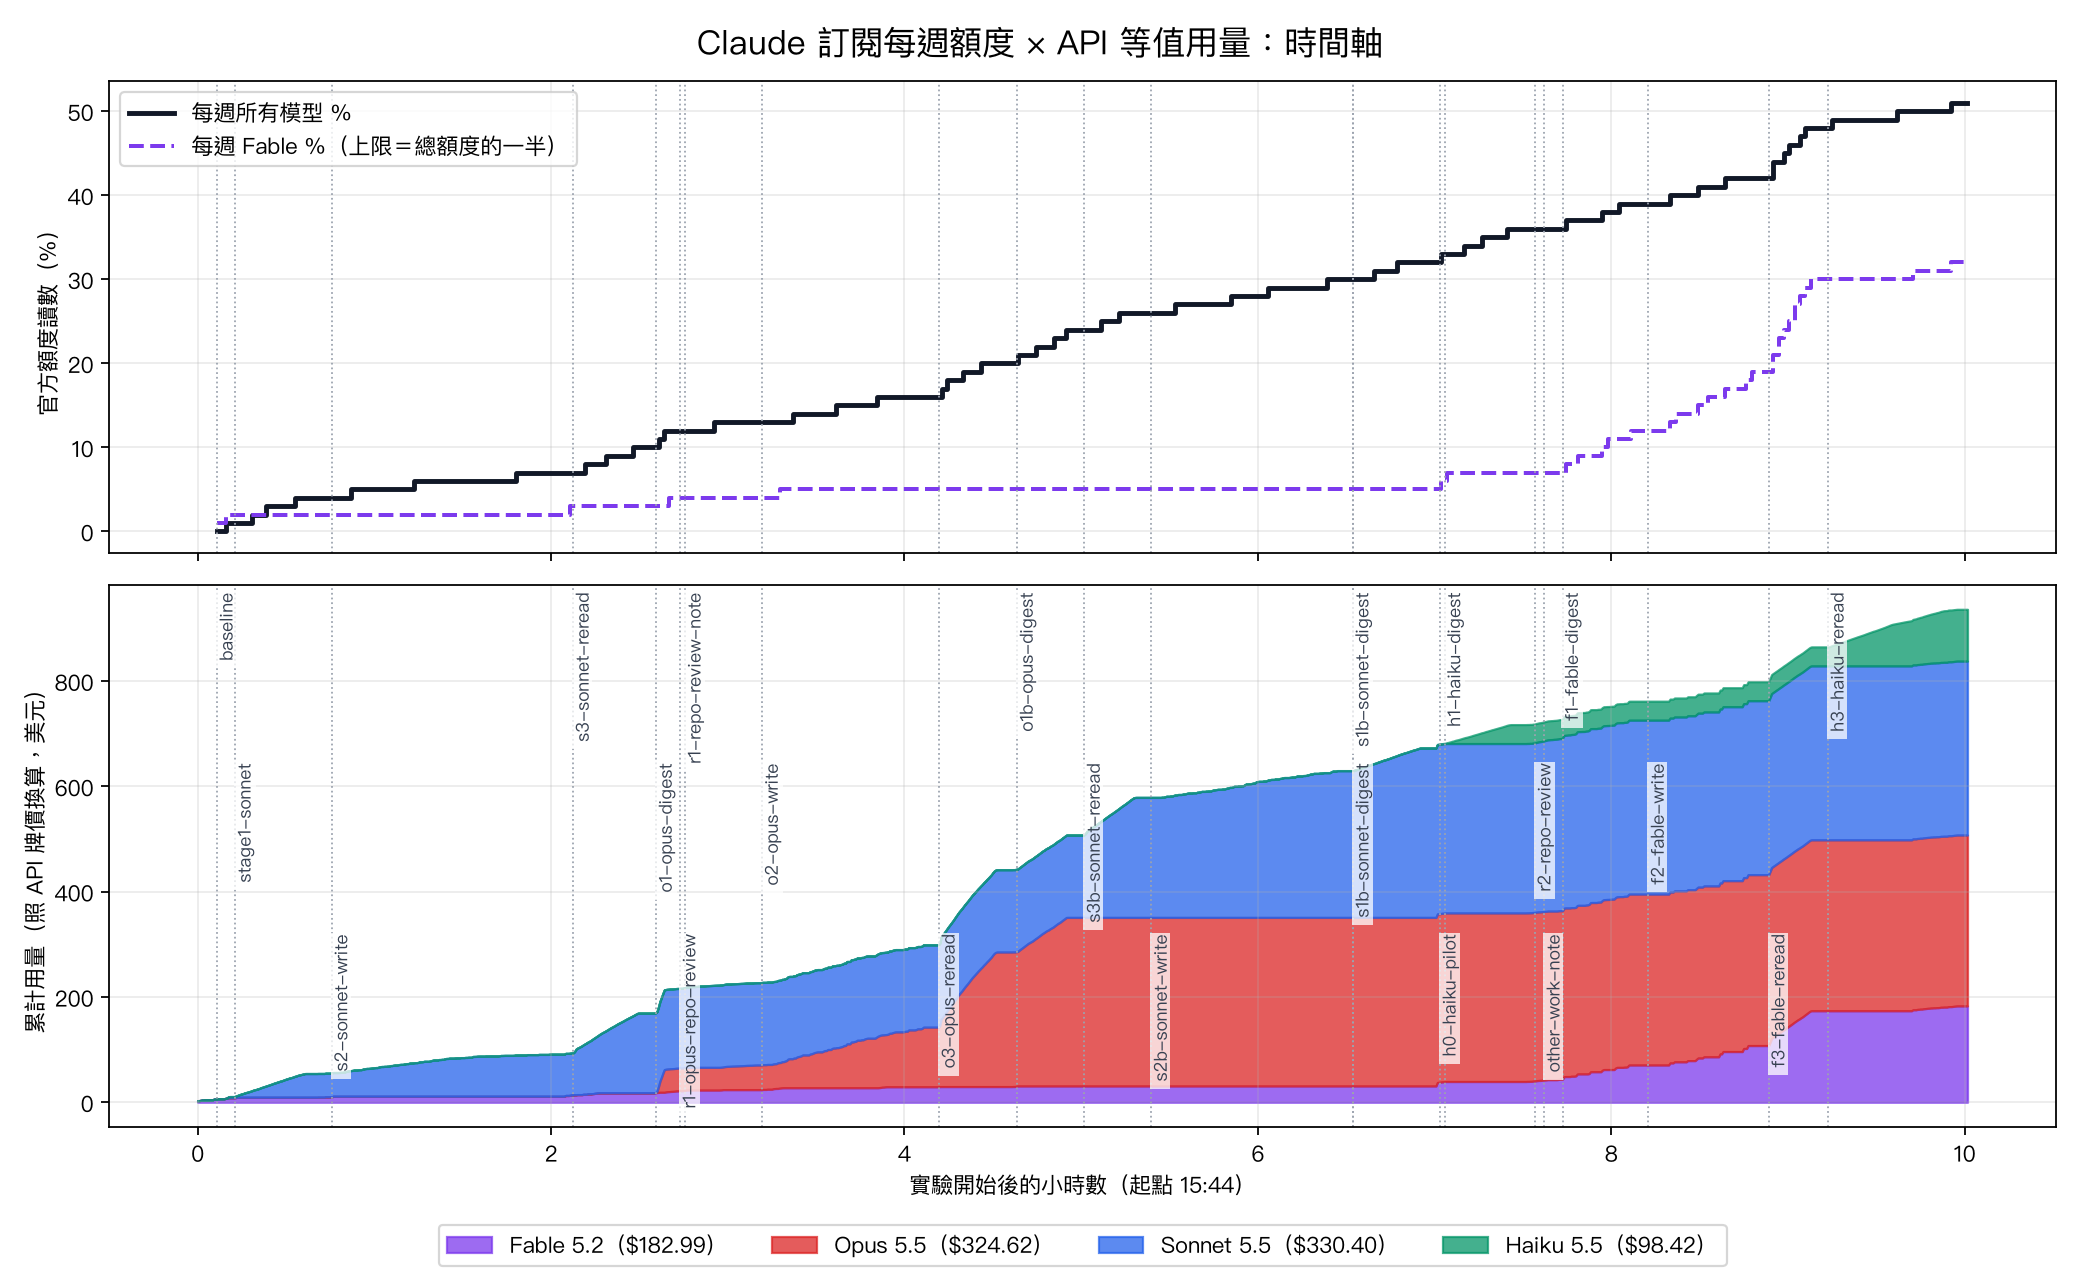 Claude 訂閱每週額度 × API 等值用量：時間軸
每週所有模型 %
每週 Fable %（上限＝總額度的一半）
官方額度讀數（%）
50
40
30
20
10
0
累計用量（照 API 牌價換算，美元）
800
600
400
200
0
baseline
stage1-sonnet
s2-sonnet-write
s3-sonnet-reread
o1-opus-digest
r1-opus-repo-review
r1-repo-review-note
o2-opus-write
o3-opus-reread
o1b-opus-digest
s3b-sonnet-reread
s2b-sonnet-write
s1b-sonnet-digest
s1b-sonnet-digest
h0-haiku-pilot
h1-haiku-digest
r2-repo-review
other-work-note
f1-fable-digest
f2-fable-write
f3-fable-reread
h3-haiku-reread
0 2 4 6 8 10
實驗開始後的小時數（起點 15:44）
Fable 5.2（$182.99） Opus 5.5（$324.62） Sonnet 5.5（$330.40） Haiku 5.5（$98.42）